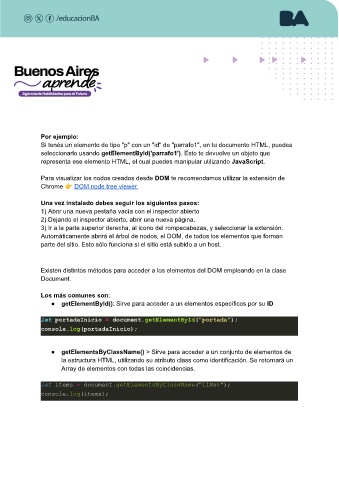 /educacionBA
BA
Buenos Aires
aprende
Agencia de Habilidades para el Futuro
Por ejemplo:
Si tenés un elemento de tipo "p" con un "id" de "parrafo1", en tu documento HTML, puedes
seleccionarlo usando getElementById('parrafo1'). Esto te devuelve un objeto que
representa ese elemento HTML, el cual puedes manipular utilizando JavaScript.
Para visualizar los nodos creados desde DOM te recomendamos utilizar la extensión de
Chrome 👉 DOM node tree viewer.
Una vez instalado debes seguir los siguientes pasos:
1) Abrir una nueva pestaña vacía con el inspector abierto
2) Dejando el inspector abierto, abrir una nueva página.
3) Ir a la parte superior derecha, al icono del rompecabezas, y seleccionar la extensión.
Automáticamente abrirá el árbol de nodos, el DOM, de todos los elementos que forman
parte del sitio. Esto sólo funciona si el sitio está subido a un host.
Existen distintos métodos para acceder a los elementos del DOM empleando en la clase
Document.
Los más comunes son:
● getElementById(): Sirve para acceder a un elementos específicos por su ID
let portadaInicio = document.getElementById("portada");
console.log(portadaInicio);
● getElementsByClassName() > Sirve para acceder a un conjunto de elementos de
la estructura HTML, utilizando su atributo class como identificación. Se retornará un
Array de elementos con todas las coincidencias.
let items = document.getElementsByClassName("liNav");
console.log(items);